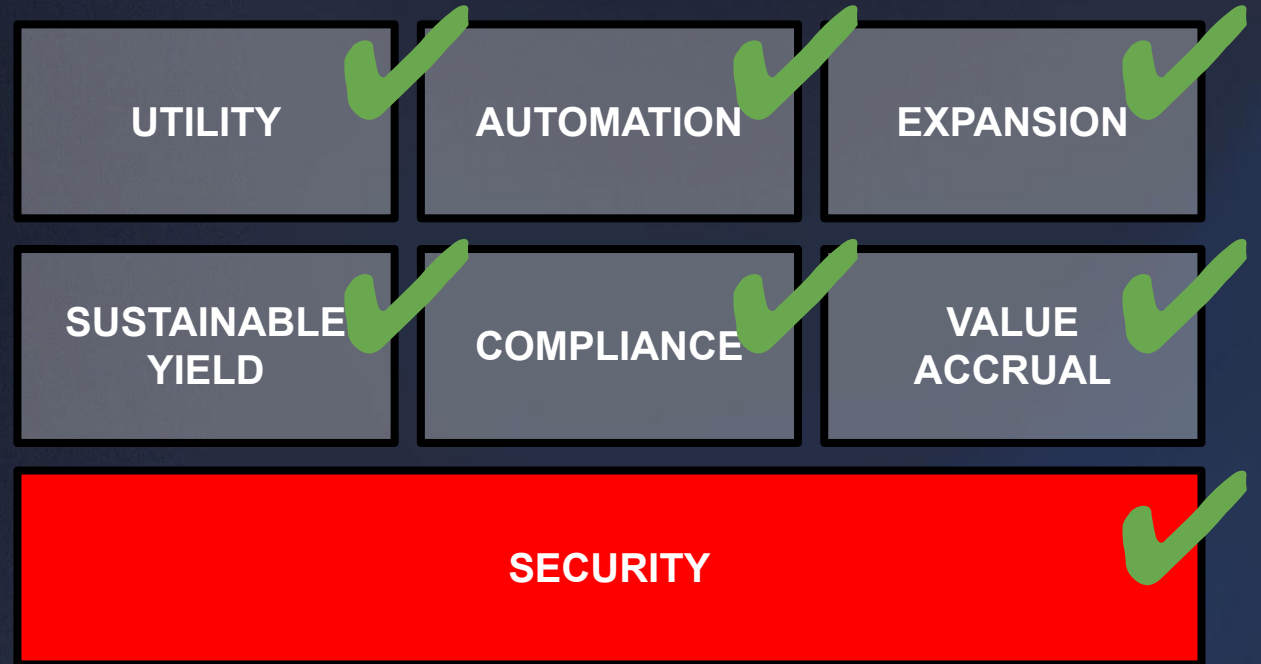 UTILITY
AUTOMATION
EXPANSION
SUSTAINABLE
YIELD
COMPLIANCE
VALUE
ACCRUAL
SECURITY